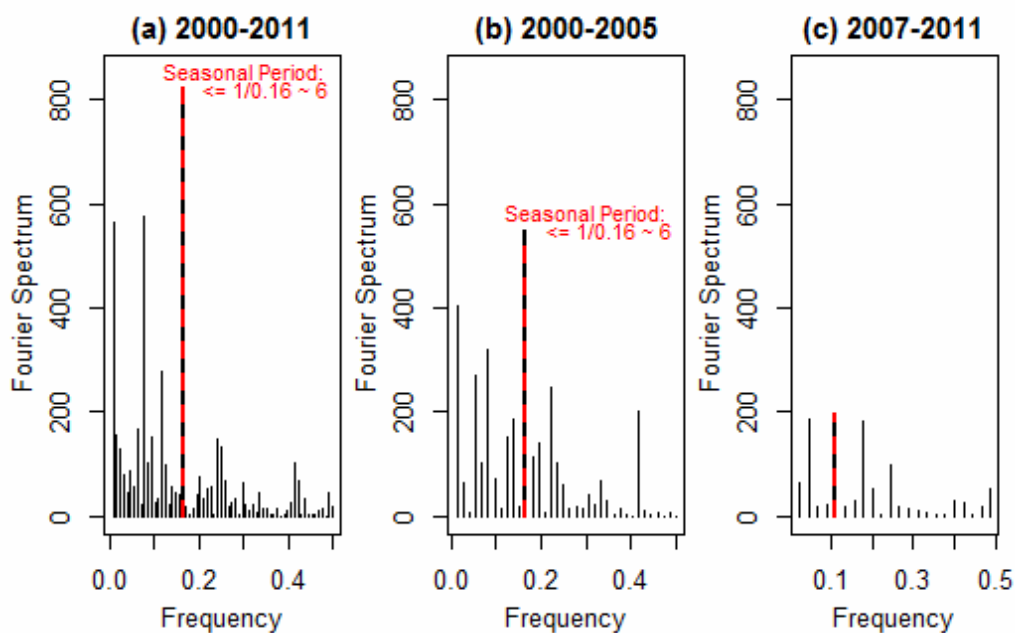 (a) 2000-2011
Seasonal Period:
<= 1/0.16 ~ 6
Fourier Spectrum
0
200
400
600
800
0.0
0.2
0.4
Frequency
(b) 2000-2005
Seasonal Period:
<= 1/0.16 ~ 6
Fourier Spectrum
0
200
400
600
800
0.0
0.2
0.4
Frequency
(c) 2007-2011
Fourier Spectrum
0
200
400
600
800
0.1
0.3
0.5
Frequency